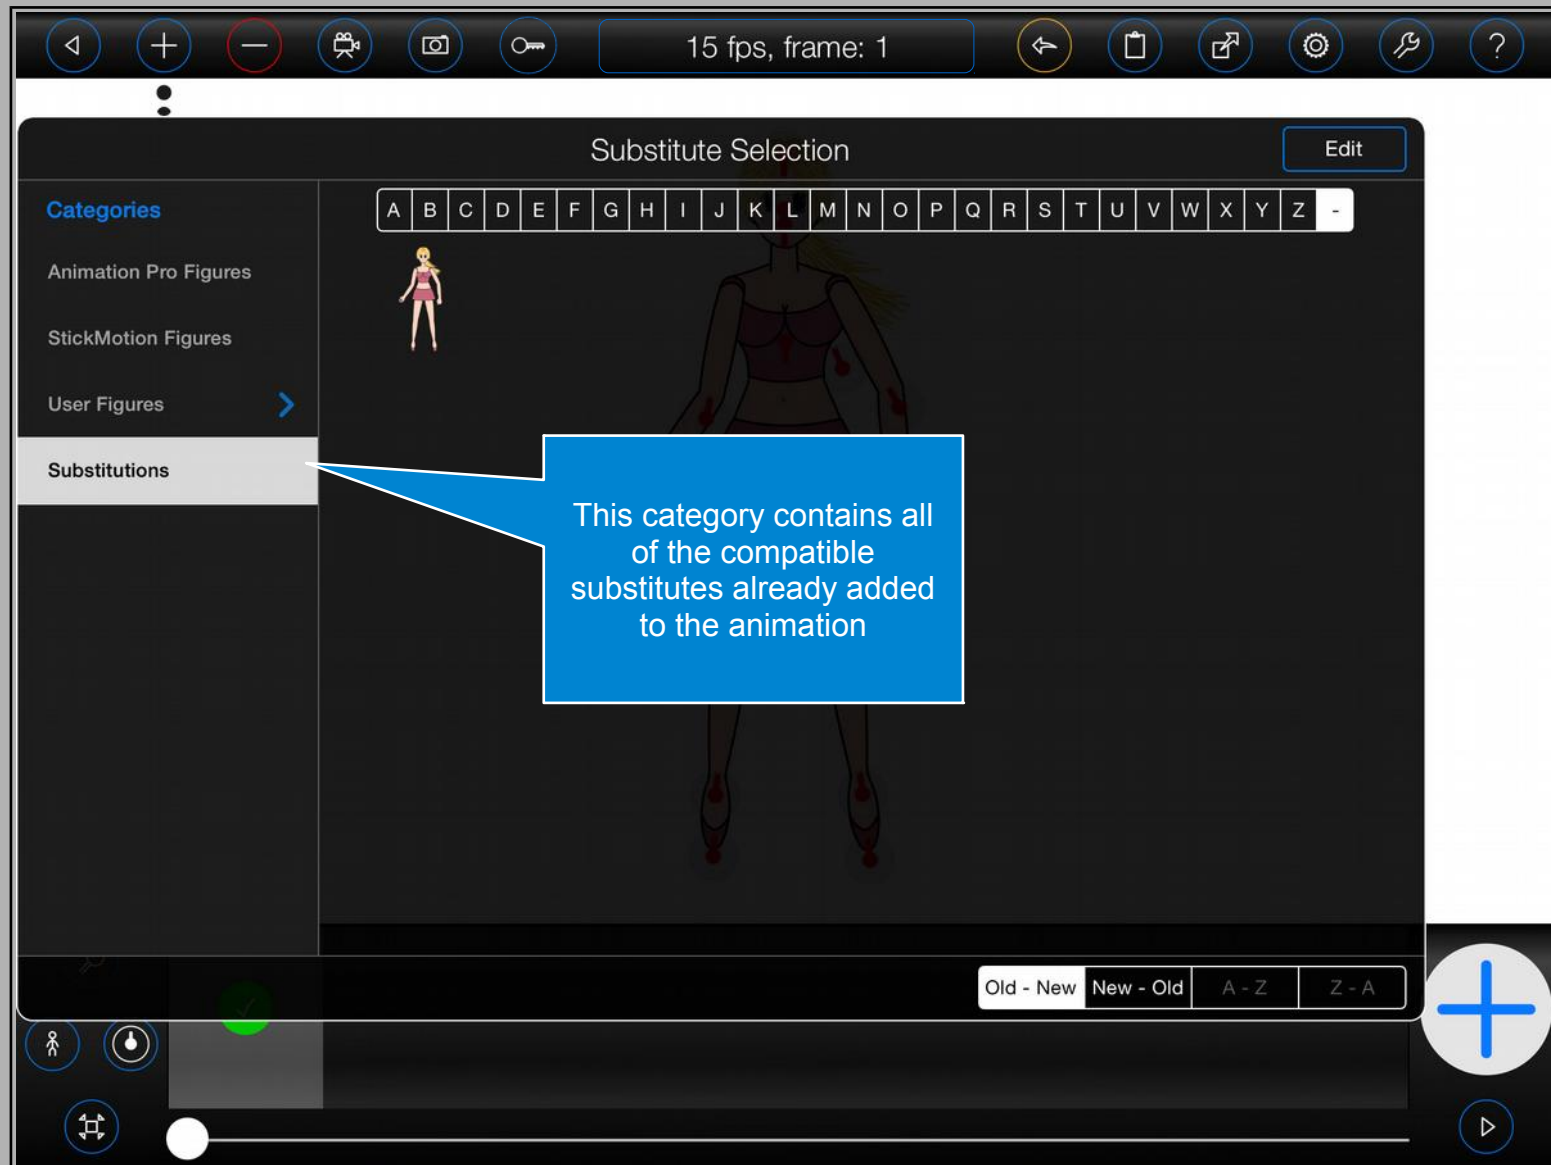 15 fps, frame: 1
?
Substitute Selection
Edit
Categories
A B C D E F G H I J K L M N O P Q R S T U V W X Y Z -
Animation Pro Figures
StickMotion Figures
User Figures
Substitutions
This category contains all
of the compatible
substitutes already added
to the animation
Old - New New - Old A - Z Z - A